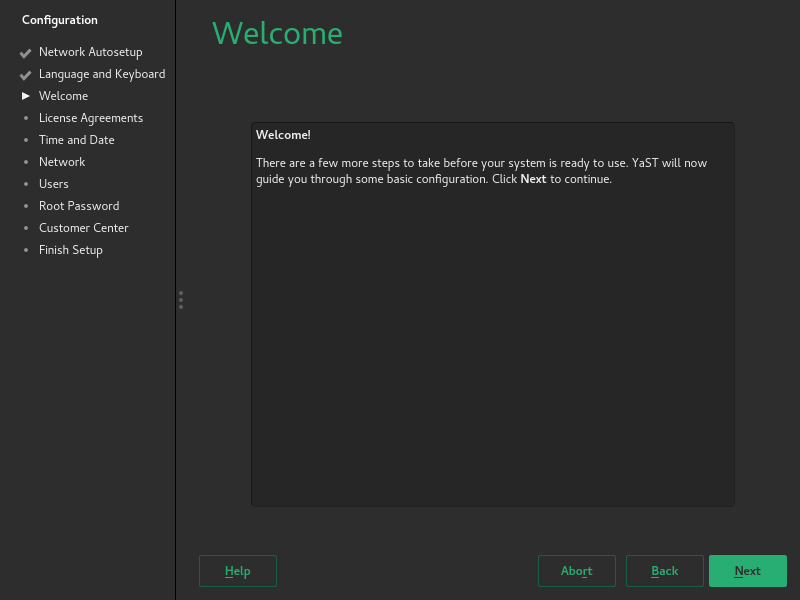 Configuration
Network Autosetup
Language and Keyboard
Welcome
License Agreements
Time and Date
Network
Users
Root Password
Customer Center
Finish Setup
Welcome
Welcome!
There are a few more steps to take before your system is ready to use. YaST will now
guide you through some basic configuration. Click Next to continue.
Help
Abort
Back
Next